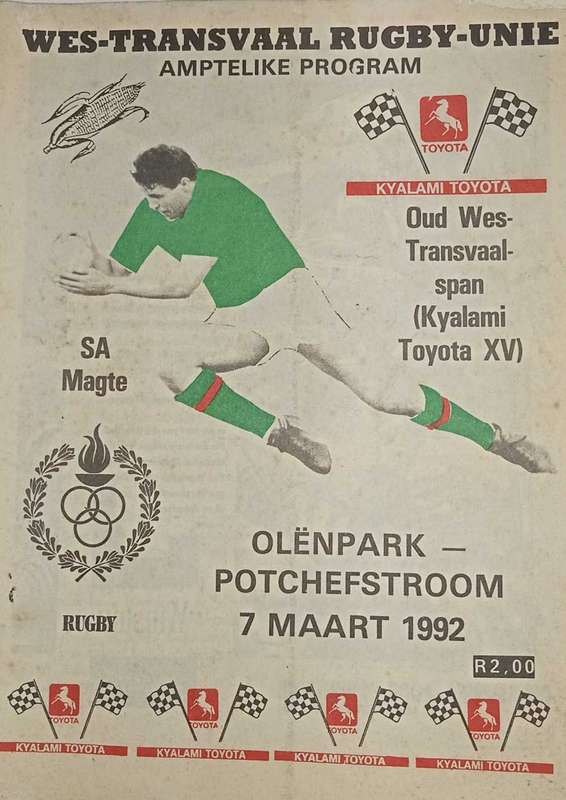 WES-TRANSVAAL RUGBY-UNIE
AMPTELIKE PROGRAM
TOYOTA
KYALAMI TOYOTA
Oud Wes-
Transvaal-
span
(Kyalami
Toyota XV)
SA
Magte
OLËNPARK –
POTCHEFSTROOM
7 MAART 1992
RUGBY
R2,00
TOYOTA
KYALAMI TOYOTA
TOYOTA
KYALAMI TOYOTA
TOYOTA
KYALAMI TOYOTA
TOYOTA
KYALAMI TOYOTA